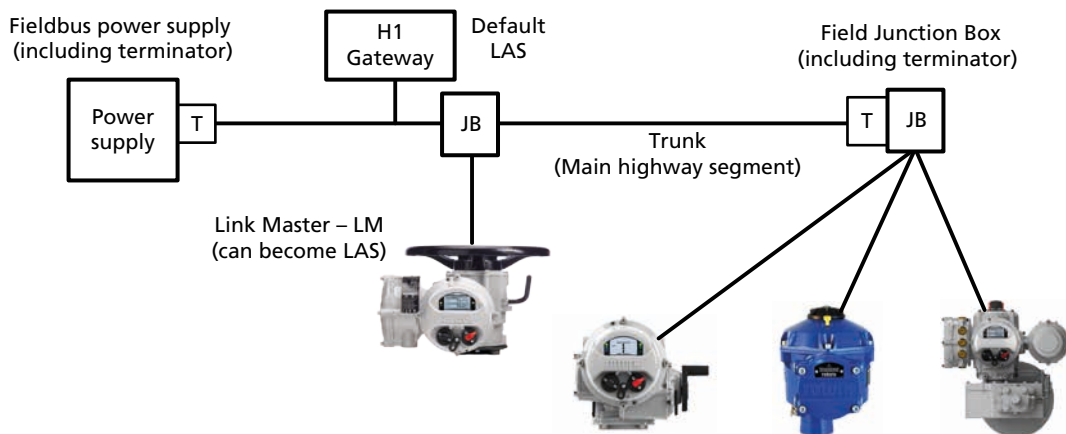 Fieldbus power supply
(including terminator)
Power
supply
T
H1
Gateway
Default
LAS
JB
Trunk
(Main highway segment)
Field Junction Box
(including terminator)
T
JB
Link Master – LM
(can become LAS)